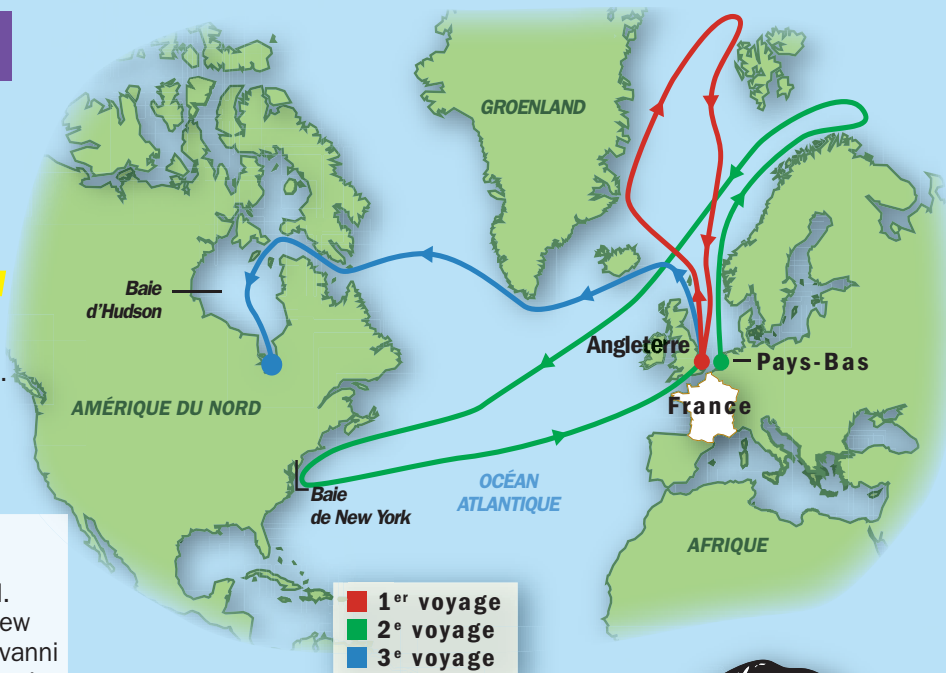 GROENLAND
Baie
d'Hudson
Angleterre
Pays-Bas
France
AMÉRIQUE DU NORD
Baie
de New York
OCÉAN
ATLANTIQUE
AFRIQUE
1er voyage
2e voyage
3e voyage